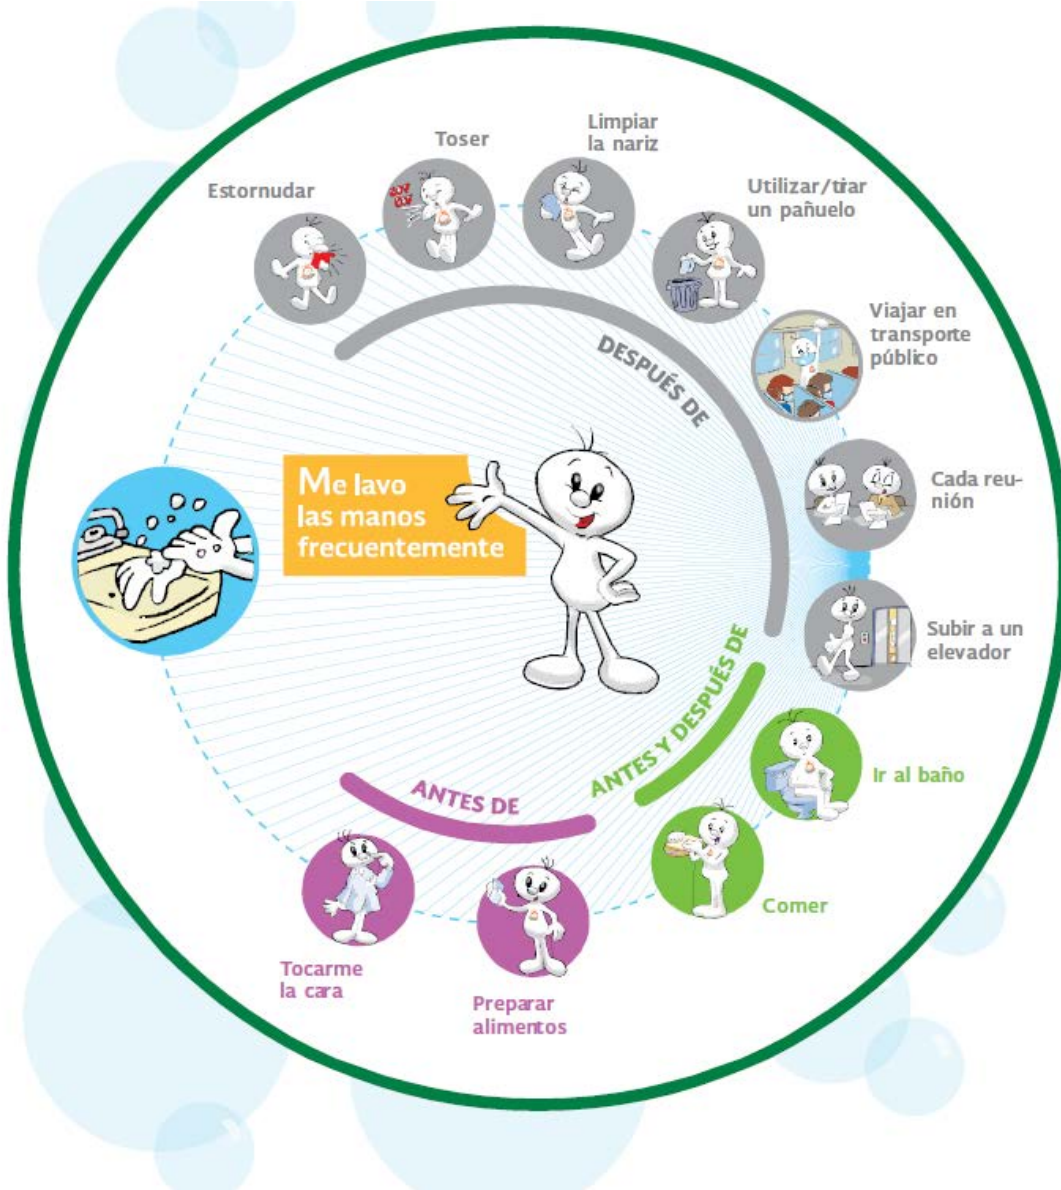 Estornudar
Toser
Limpiar
la nariz
Utilizar/tirar
un pañuelo
Viajar en
transporte
público
Cada reu-
nión
Subir a un
elevador
DESPUÉS DE
Me lavo
las manos
frecuentemente
ANTES Y DESPUÉS DE
Ir al baño
Comer
ANTES DE
Tocarme
la cara
Preparar
alimentos